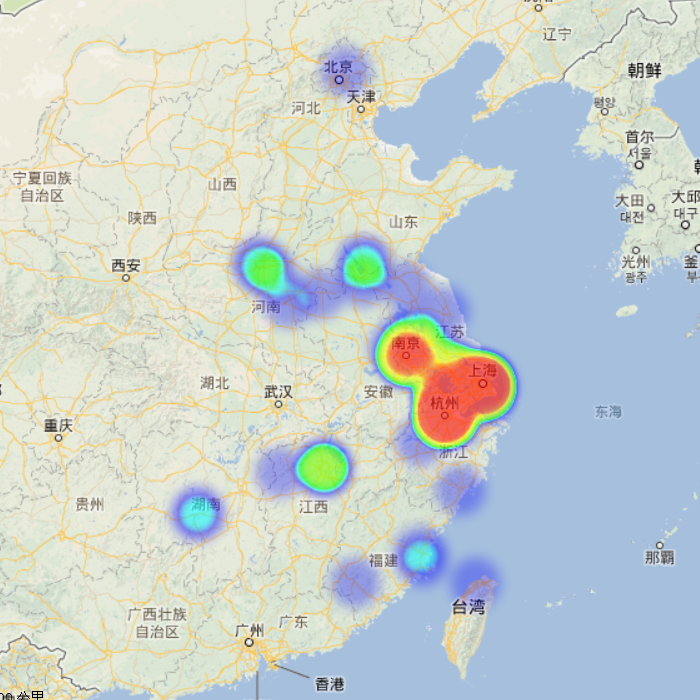 沈阳
辽宁
北京
朝鲜
天津
河北
평양
首尔
서울
宁夏回族
自治区
山西
大田
대전
大邱
대구
陕西
山东
西安
光州
광주
釜
부
河南
江苏
南京
上海
湖北
武汉
安徽
杭州
东海
重庆
浙江
贵州
湖南
江西
福建
那霸
台湾
广西壮族
自治区
广东
广州
香港
公里